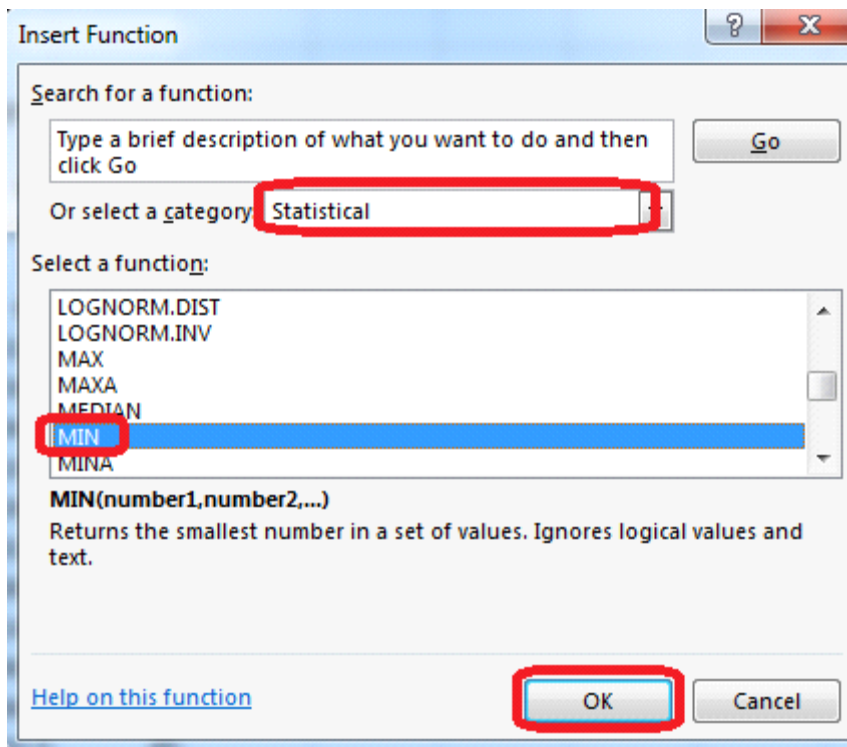 Insert Function
Search for a function:
Type a brief description of what you want to do and then
click Go
Go
Or select a category: Statistical
Select a function:
LOGNORM.DIST
LOGNORM.INV
MAX
MAXA
MEDIAN
MIN
MINA
MIN(number1,number2,...)
Returns the smallest number in a set of values. Ignores logical values and
text.
Help on this function
OK
Cancel